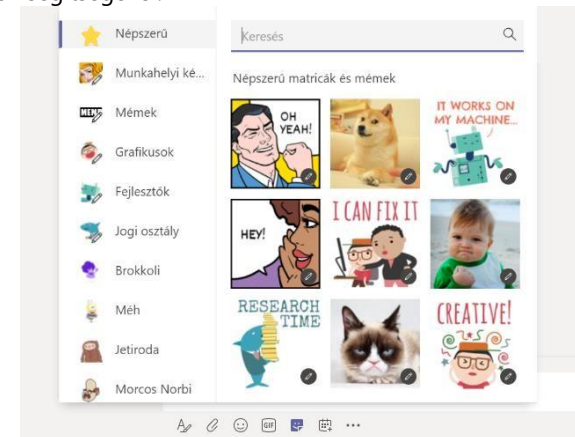 Népszerű
Munkahelyi ké...
Mémek
Grafikusok
Fejlesztők
Jogi osztály
Brokkoli
Méh
Jetiroda
Morcos Norbi
Keresés
Népszerű matricák és mémek
OH
YEAH!
IT WORKS ON
MY MACHINE...
HEY!
I CAN FIX IT
RESEARCH
TIME
CREATIVE!
GIF